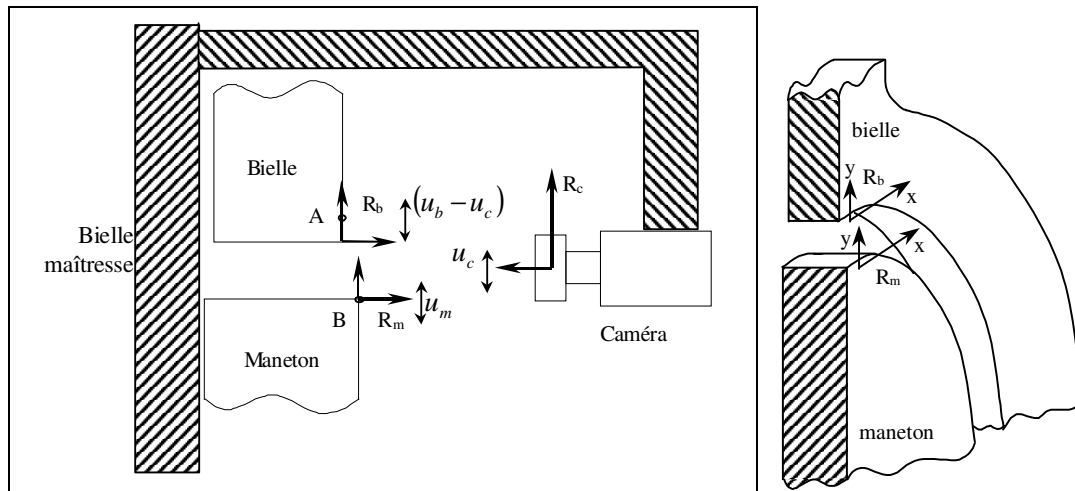 Bielle
A
R_b
(u_b − u_c)
R_c
Bielle
maîtresse
u_c
B
R_m
u_m
Caméra
Maneton
bielle
y
R_b
x
y
x
R_m
maneton